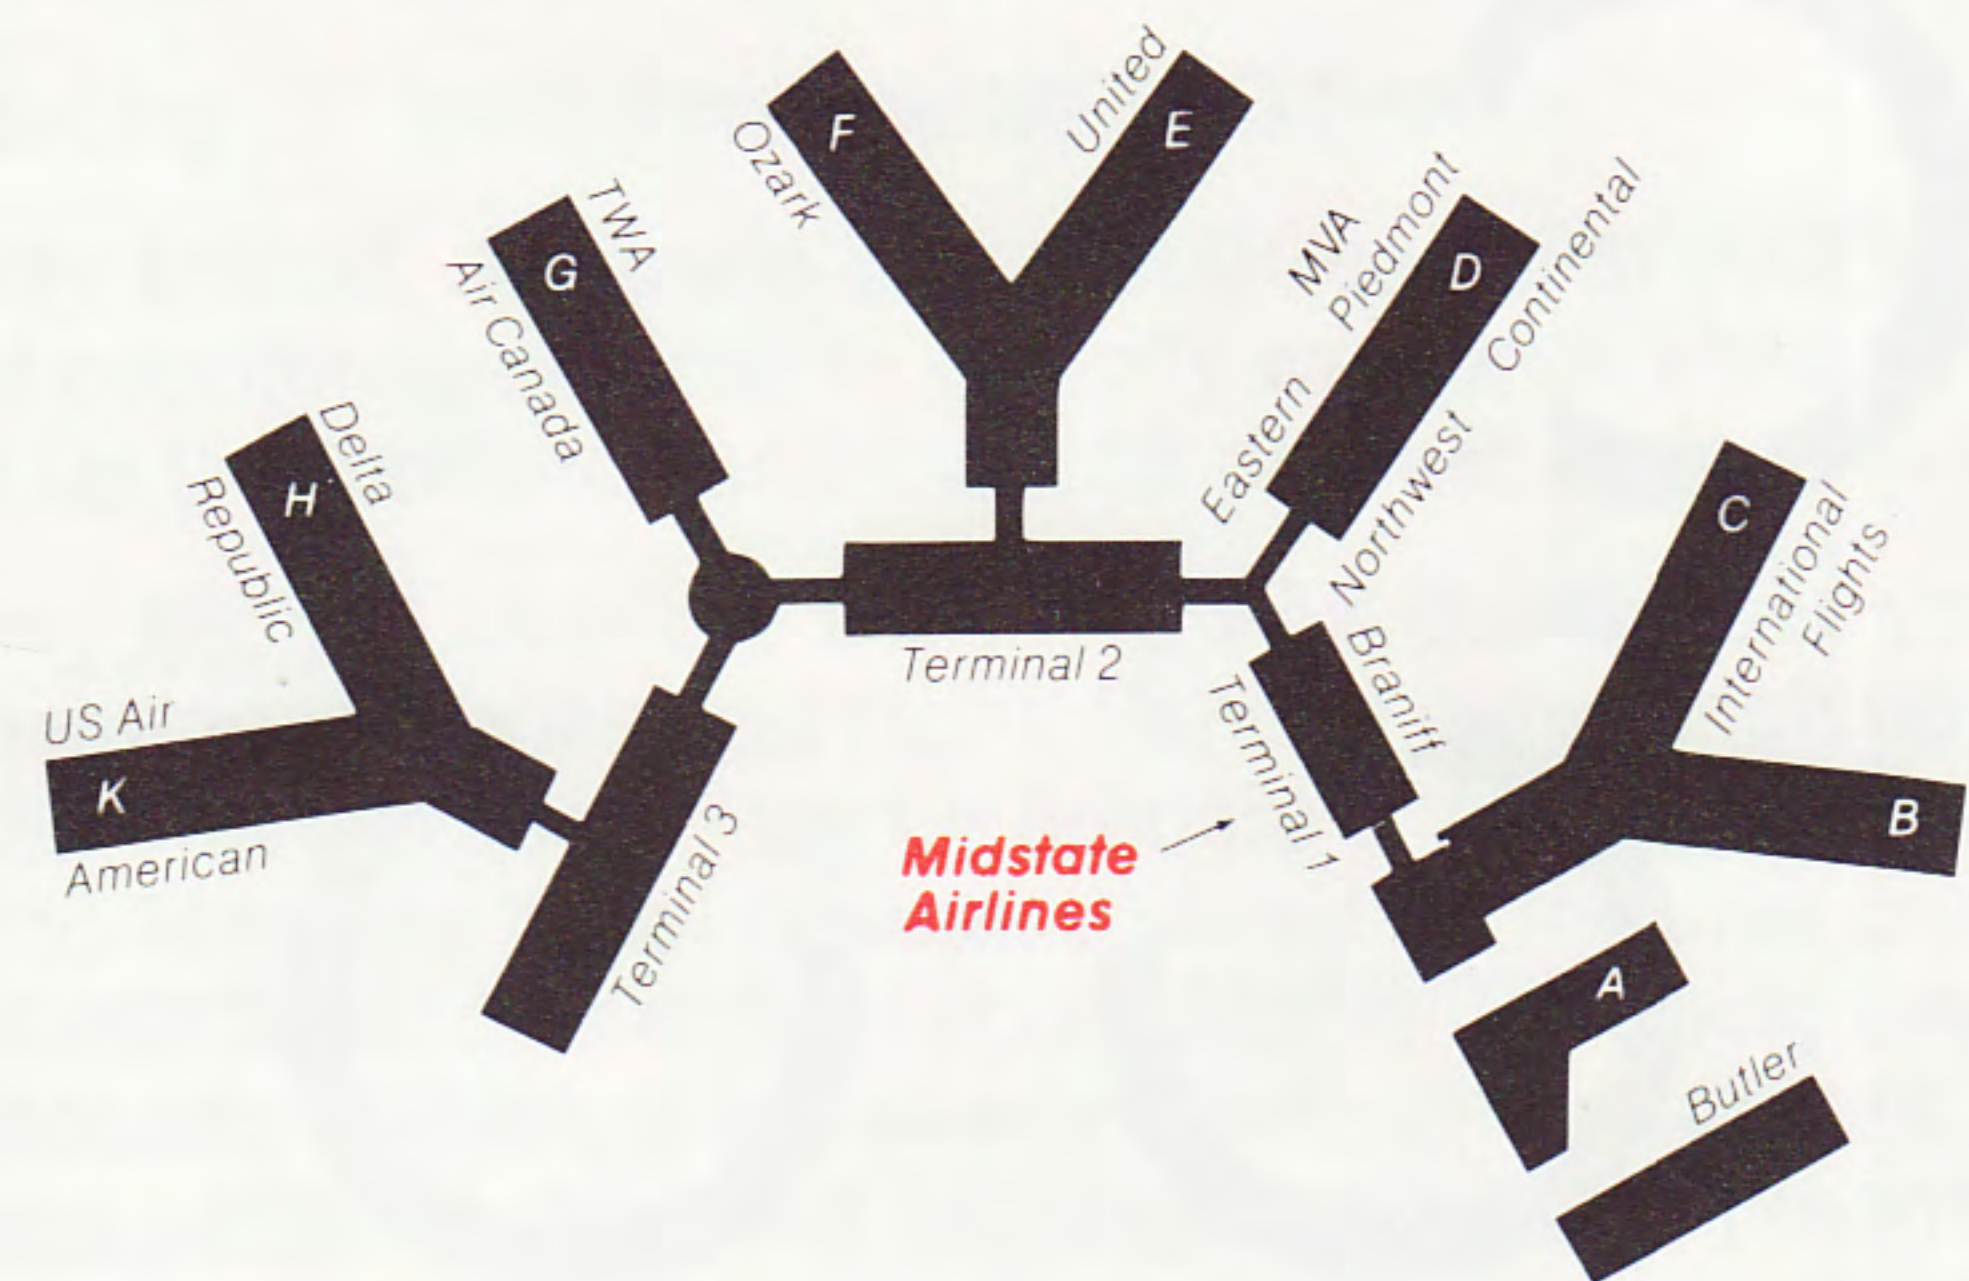 F
Ozark
United
E
G
TWA
Air Canada
MVA
Piedmont
D
Continental
Eastern
Northwest
H
Delta
Republic
C
International
Flights
US Air
K
American
Terminal 2
Terminal 3
Braniff
Terminal 1
B
Midstate
Airlines
A
Butler